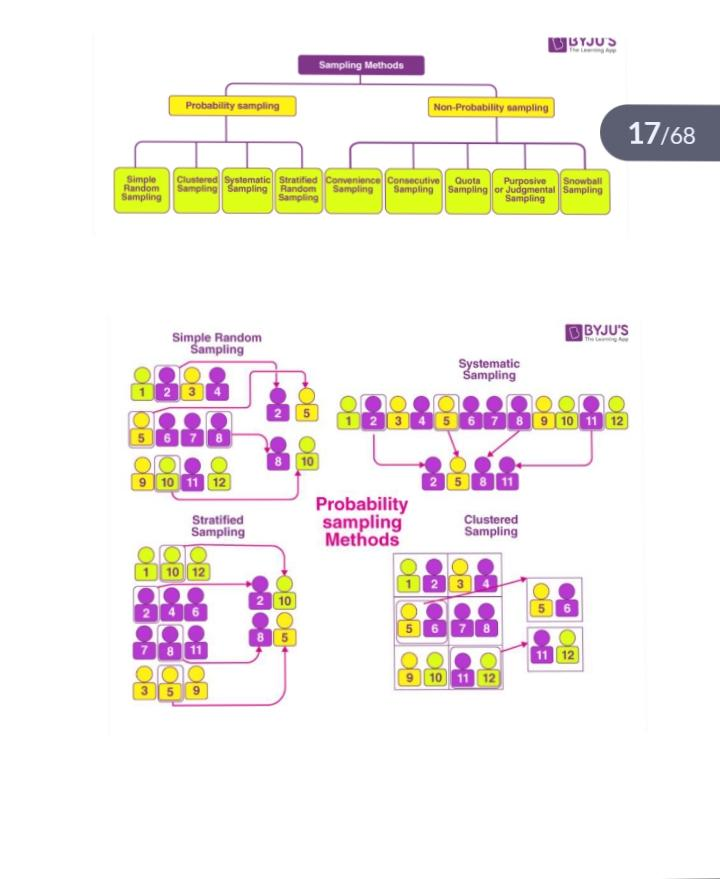 BYJU'S
The Learning App
Sampling Methods
Probability sampling
Non-Probability sampling
17/68
Simple
Random
Sampling
Clustered
Sampling
Systematic
Sampling
Stratified
Random
Sampling
Convenience
Sampling
Consecutive
Sampling
Quota
Sampling
Purposive
or Judgmental
Sampling
Snowball
Sampling
BYJU'S
The Learning App
Simple Random
Sampling
1 2 3 4
2 5
5 6 7 8
8 10
9 10 11 12
Systematic
Sampling
1 2 3 4 5 6 7 8 9 10 11 12
2 5 8 11
Probability
sampling
Methods
Stratified
Sampling
1 10 12
2 10
2 4 6
8 5
7 8 11
3 5 9
Clustered
Sampling
1 2 3 4
5 6
5 6 7 8
11 12
9 10 11 12